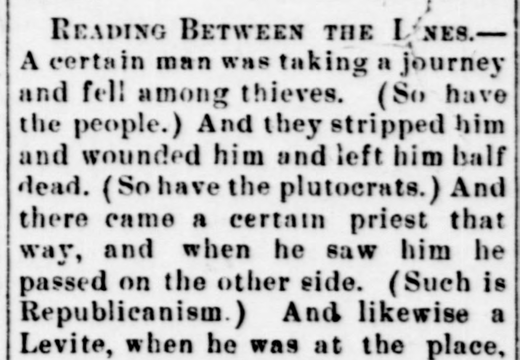 READING BETWEEN THE LINES.—
A certain man was taking a journey
and fell among thieves. (So have
the people.) And they stripped him
and wounded him and left him half
dead. (So have the plutocrats.) And
there came a certain priest that
way, and when he saw him he
passed on the other side. (Such is
Republicanism.) And likewise a
Levite, when he was at the place,